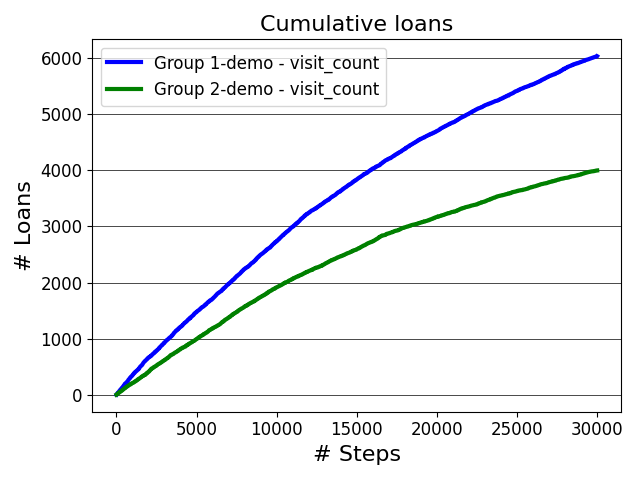 Cumulative loans
Group 1-demo - visit_count
Group 2-demo - visit_count
# Loans
6000
5000
4000
3000
2000
1000
0
0 5000 10000 15000 20000 25000 30000
# Steps